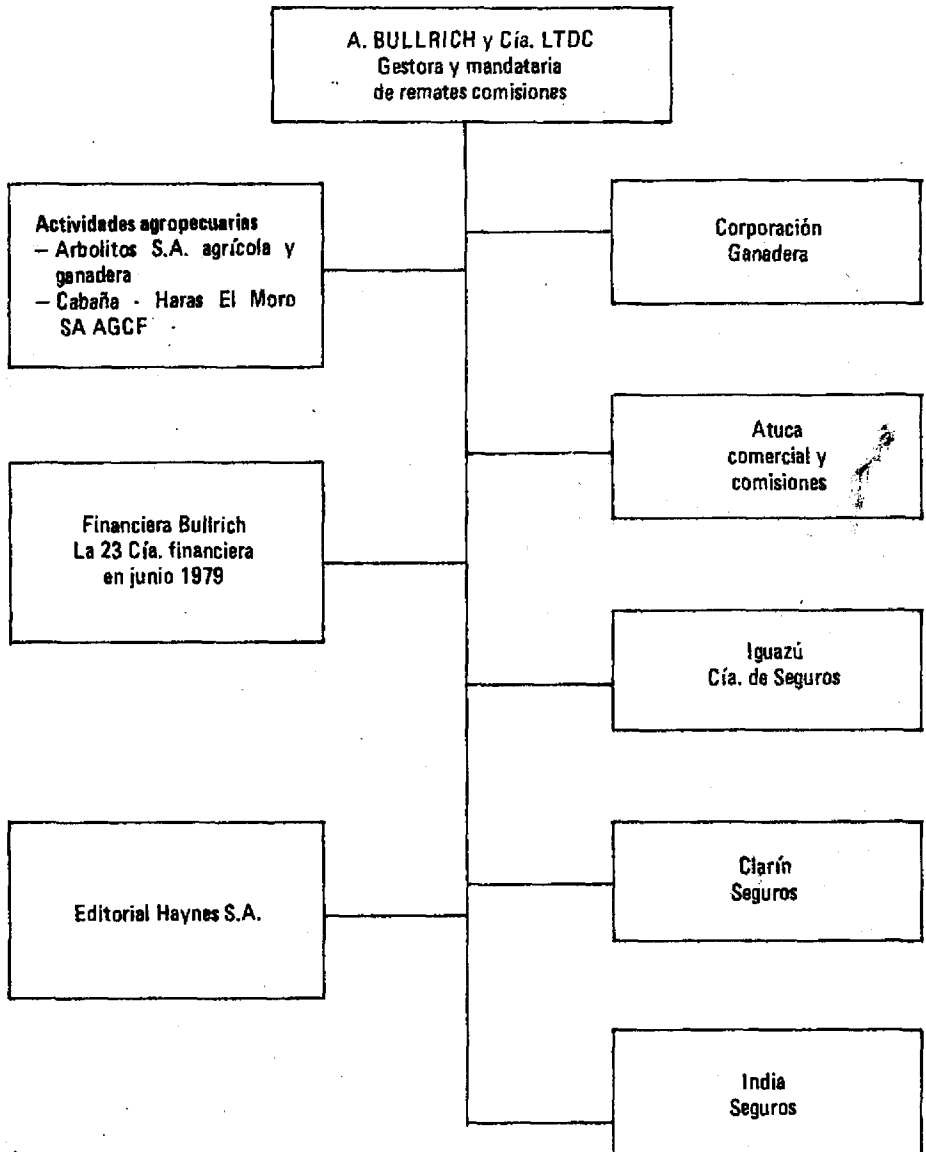 A. BULLRICH y Cía. LTDC
Gestora y mandataria
de remates comisiones
Actividades agropecuarias
– Arbolitos S.A. agrícola y
ganadera
– Cabaña - Haras El Moro
SA AGCF
Corporación
Ganadera
Atuca
comercial y
comisiones
Financiera Bullrich
La 23 Cía. financiera
en junio 1979
Iguazú
Cía. de Seguros
Clarín
Seguros
Editorial Haynes S.A.
India
Seguros